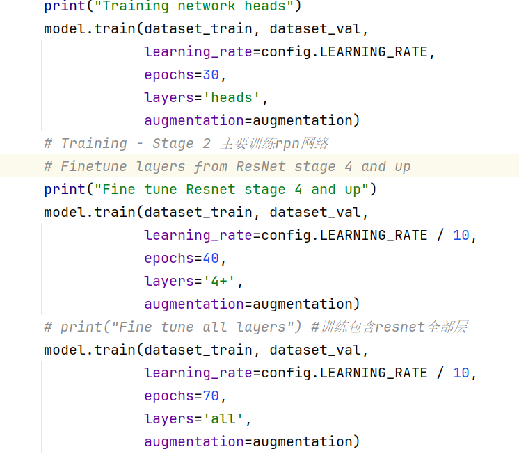 print("Training network heads")
model.train(dataset_train, dataset_val,
learning_rate=config.LEARNING_RATE,
epochs=30,
layers='heads',
augmentation=augmentation)
# Training - Stage 2 主要训练rpn网络
# Finetune layers from ResNet stage 4 and up
print("Fine tune Resnet stage 4 and up")
model.train(dataset_train, dataset_val,
learning_rate=config.LEARNING_RATE / 10,
epochs=40,
layers='4+',
augmentation=augmentation)
# print("Fine tune all layers") #训练包含resnet全部层
model.train(dataset_train, dataset_val,
learning_rate=config.LEARNING_RATE / 10,
epochs=70,
layers='all',
augmentation=augmentation)